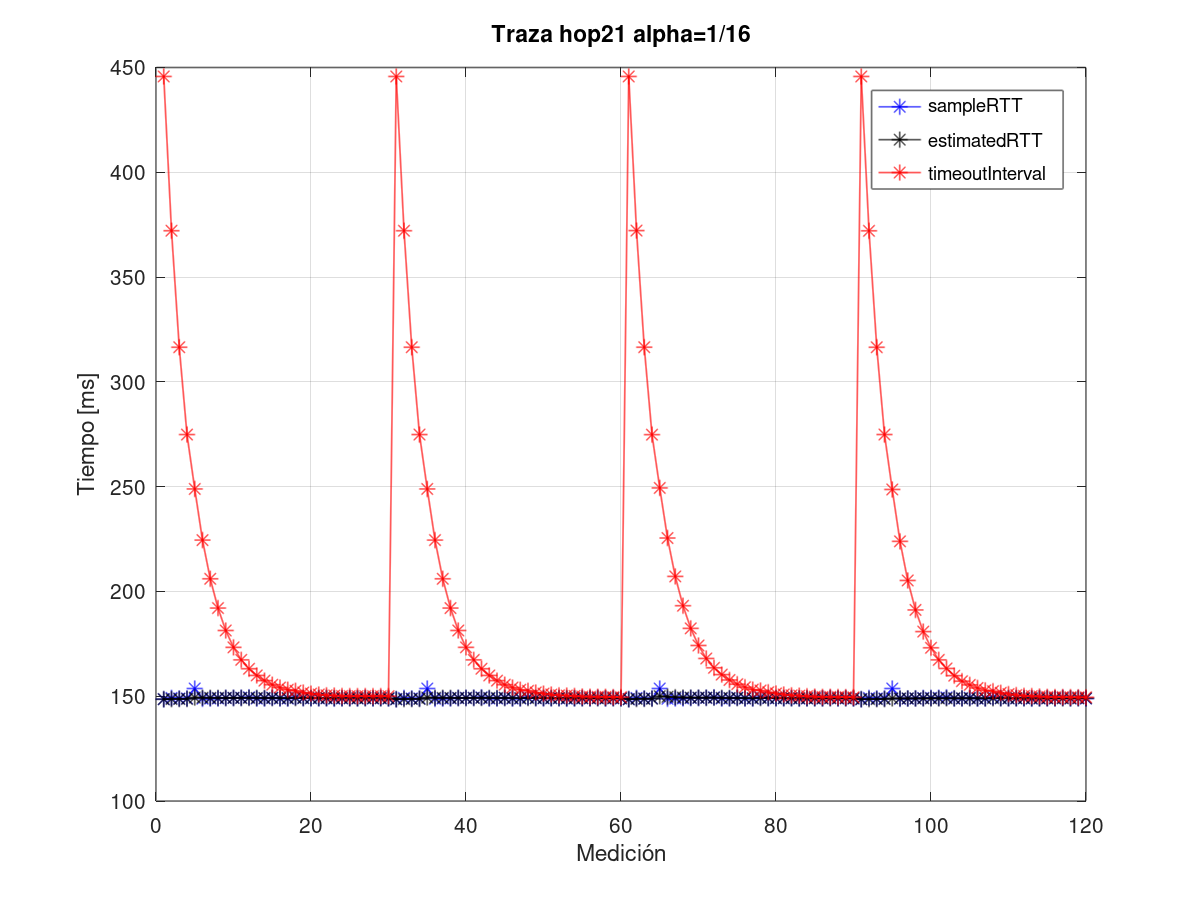 Traza hop21 alpha=1/16
450
400
350
300
250
200
150
100
Tiempo [ms]
sampleRTT
estimatedRTT
timeoutInterval
0 20 40 60 80 100 120
Medición